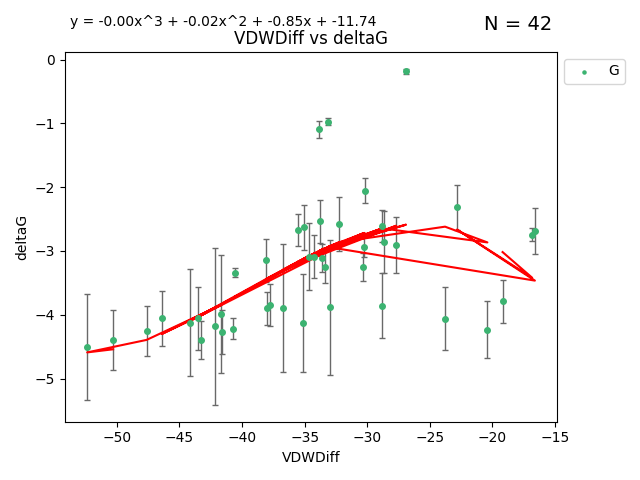 y = -0.00x^3 + -0.02x^2 + -0.85x + -11.74
N = 42
VDWDiff vs deltaG
G
0
−1
−2
−3
−4
−5
deltaG
−50 −45 −40 −35 −30 −25 −20 −15
VDWDiff